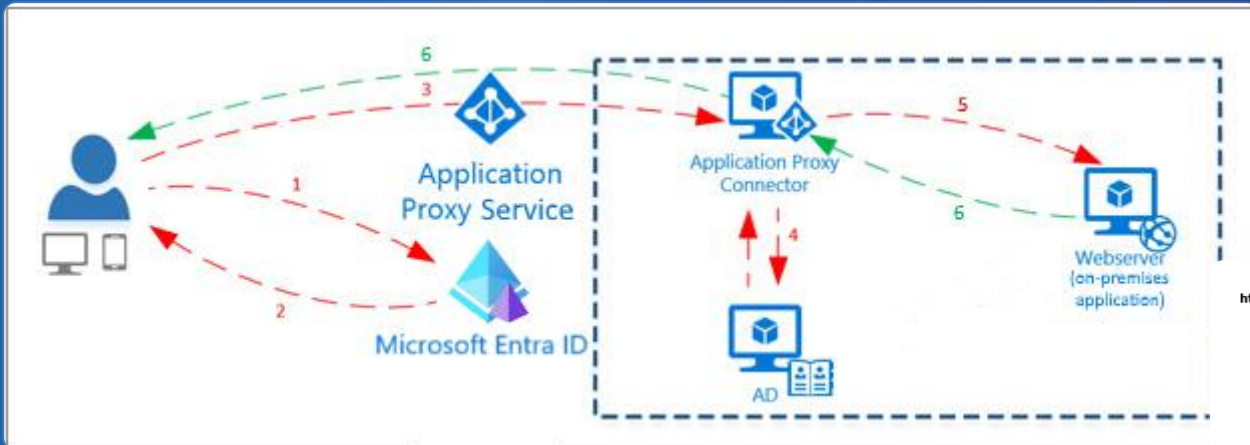 6
3
Application
Proxy Service
Application Proxy
Connector
5
1
4
6
2
Microsoft Entra ID
AD
Webserver
(on-premises
application)
ht